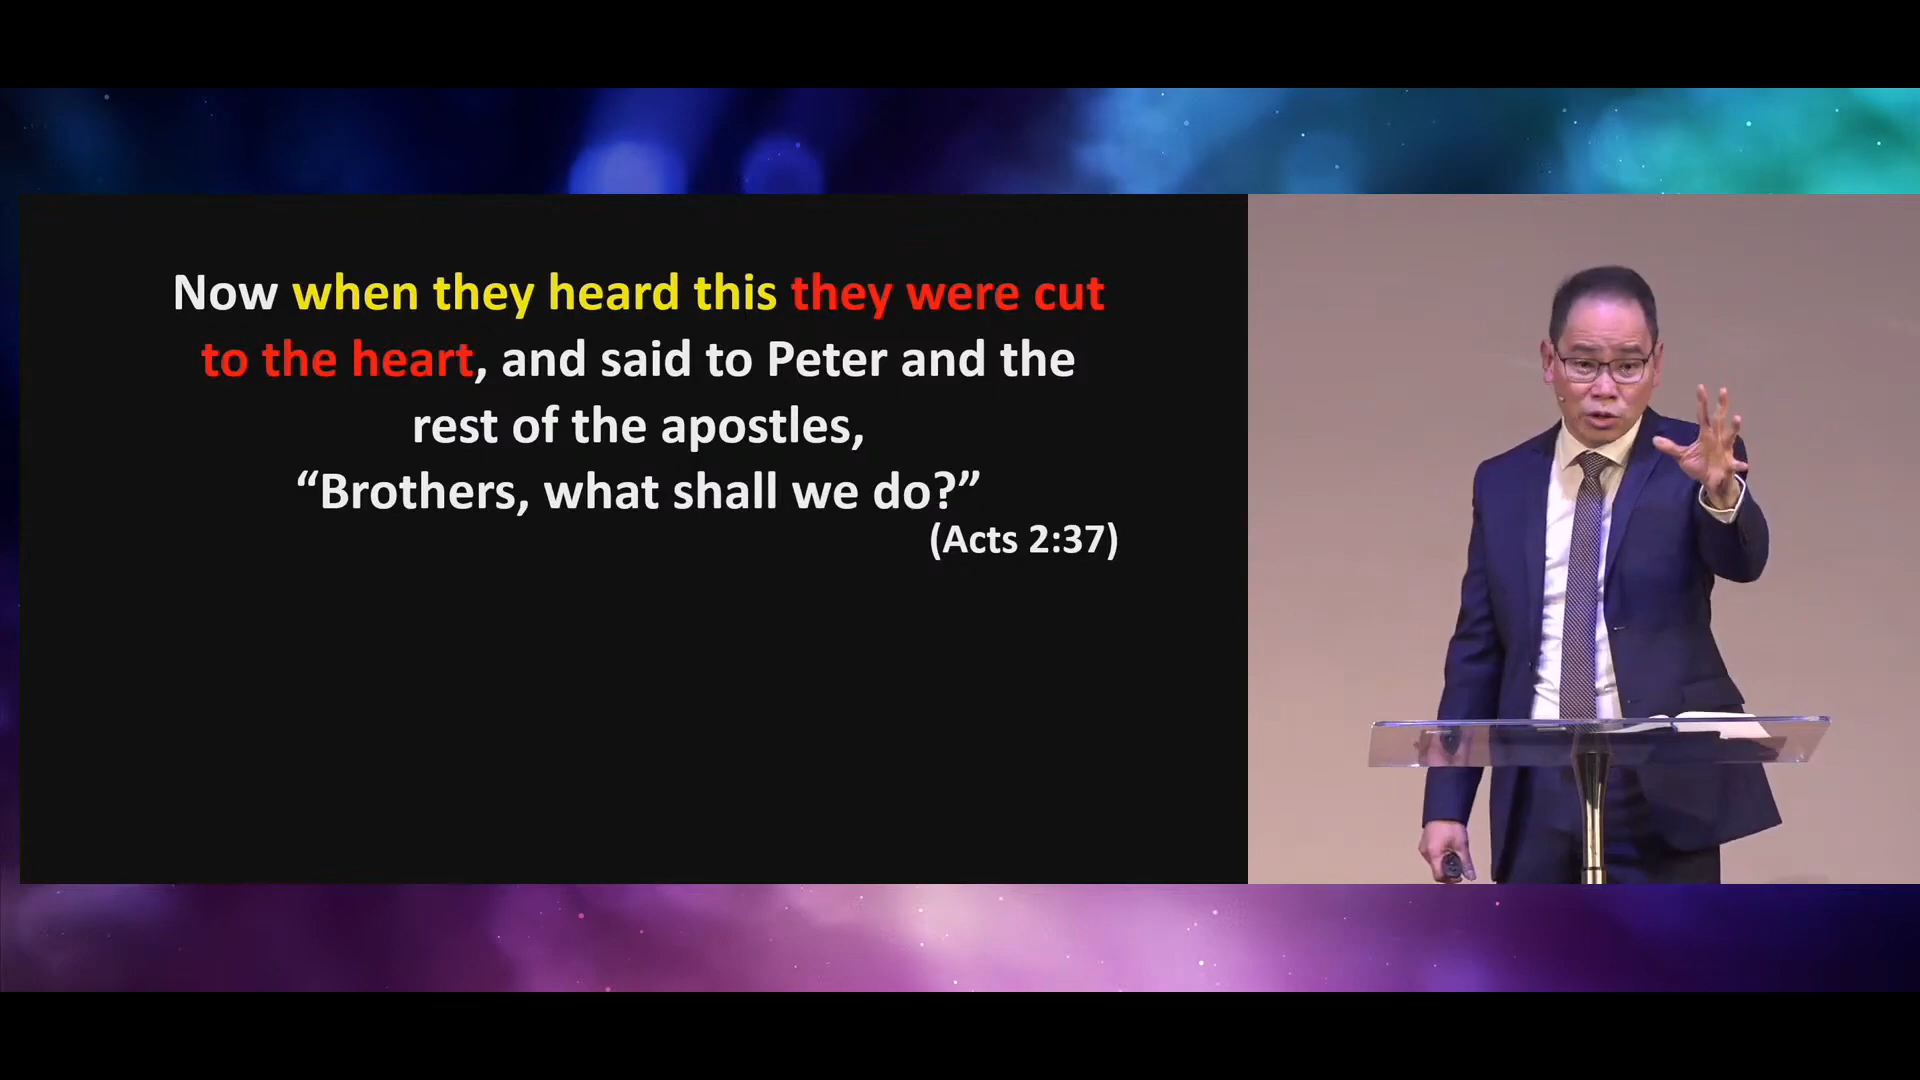 Now when they heard this they were cut
to the heart, and said to Peter and the
rest of the apostles,
“Brothers, what shall we do?”
(Acts 2:37)